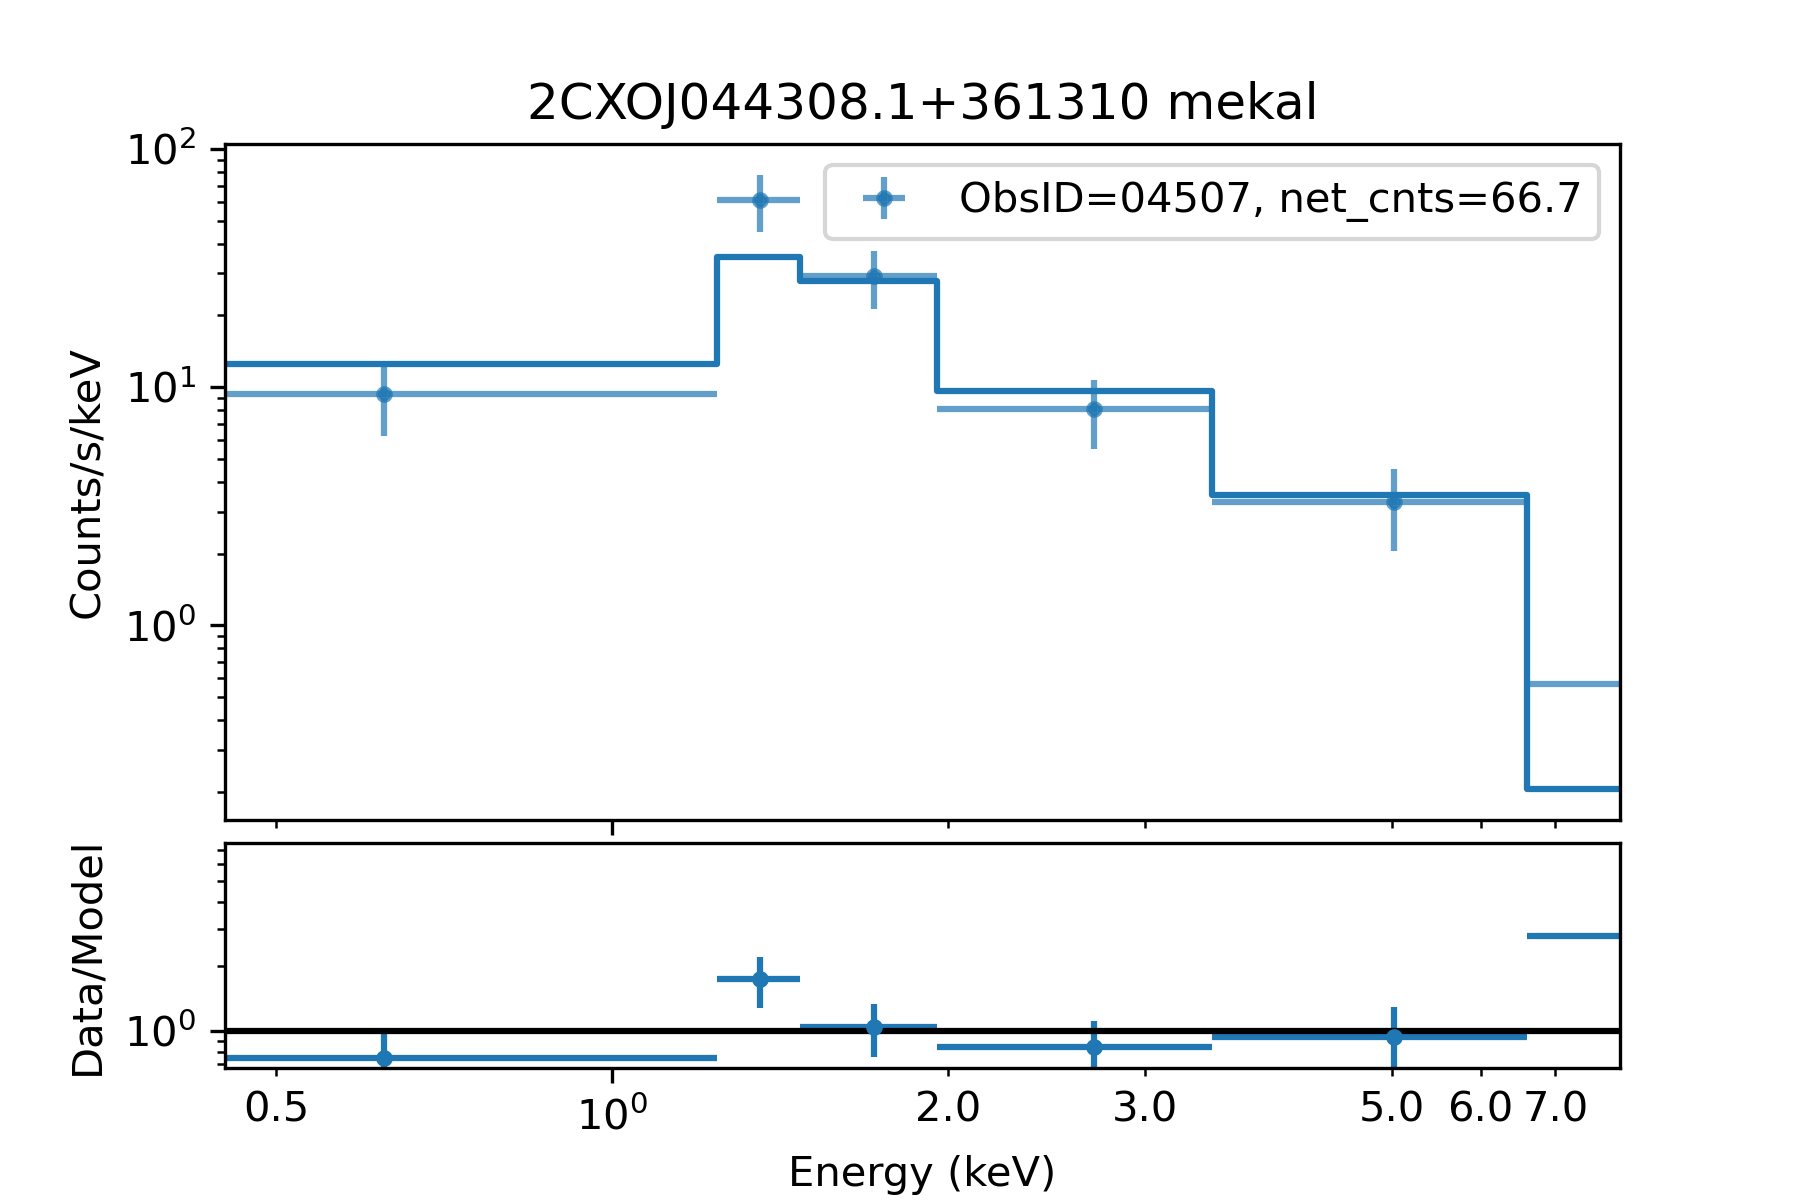 2CXOJ044308.1+361310 mekal
10²
ObsID=04507, net_cnts=66.7
10¹
10⁰
Counts/s/keV
Data/Model
10⁰
0.5 10⁰ 2.0 3.0 5.0 6.0 7.0
Energy (keV)